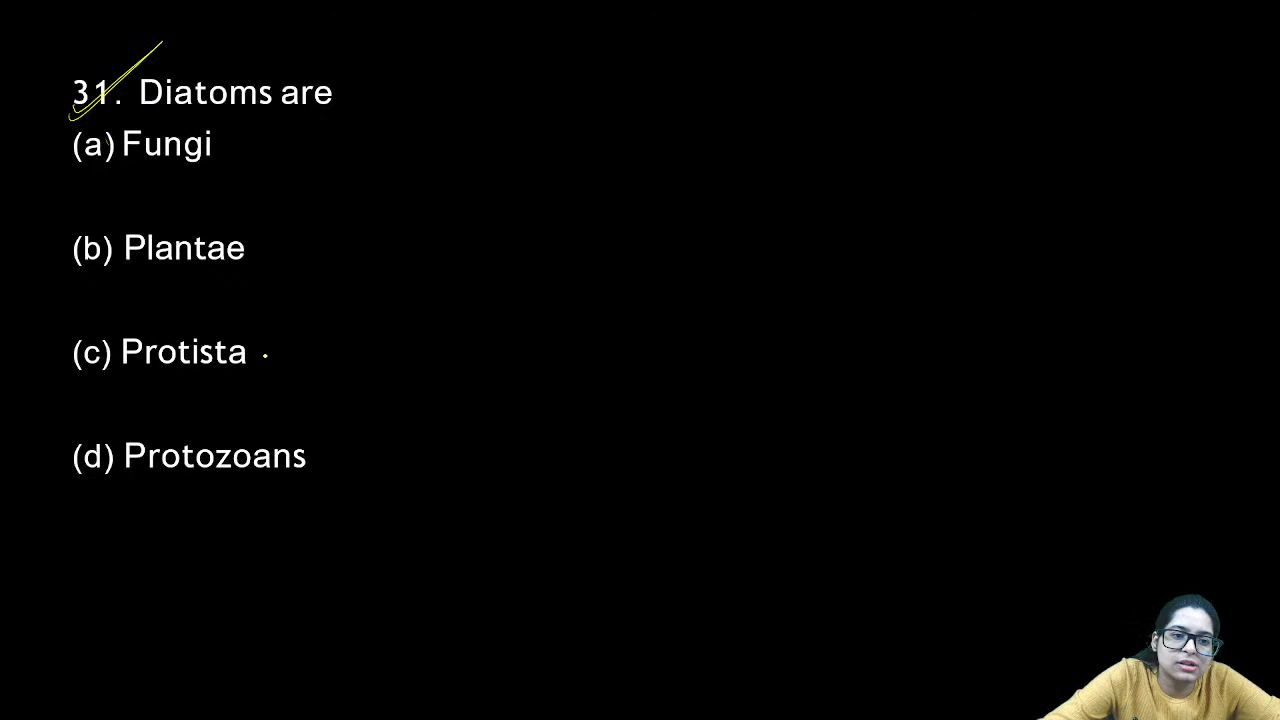 31. Diatoms are
(a) Fungi
(b) Plantae
(c) Protista
(d) Protozoans